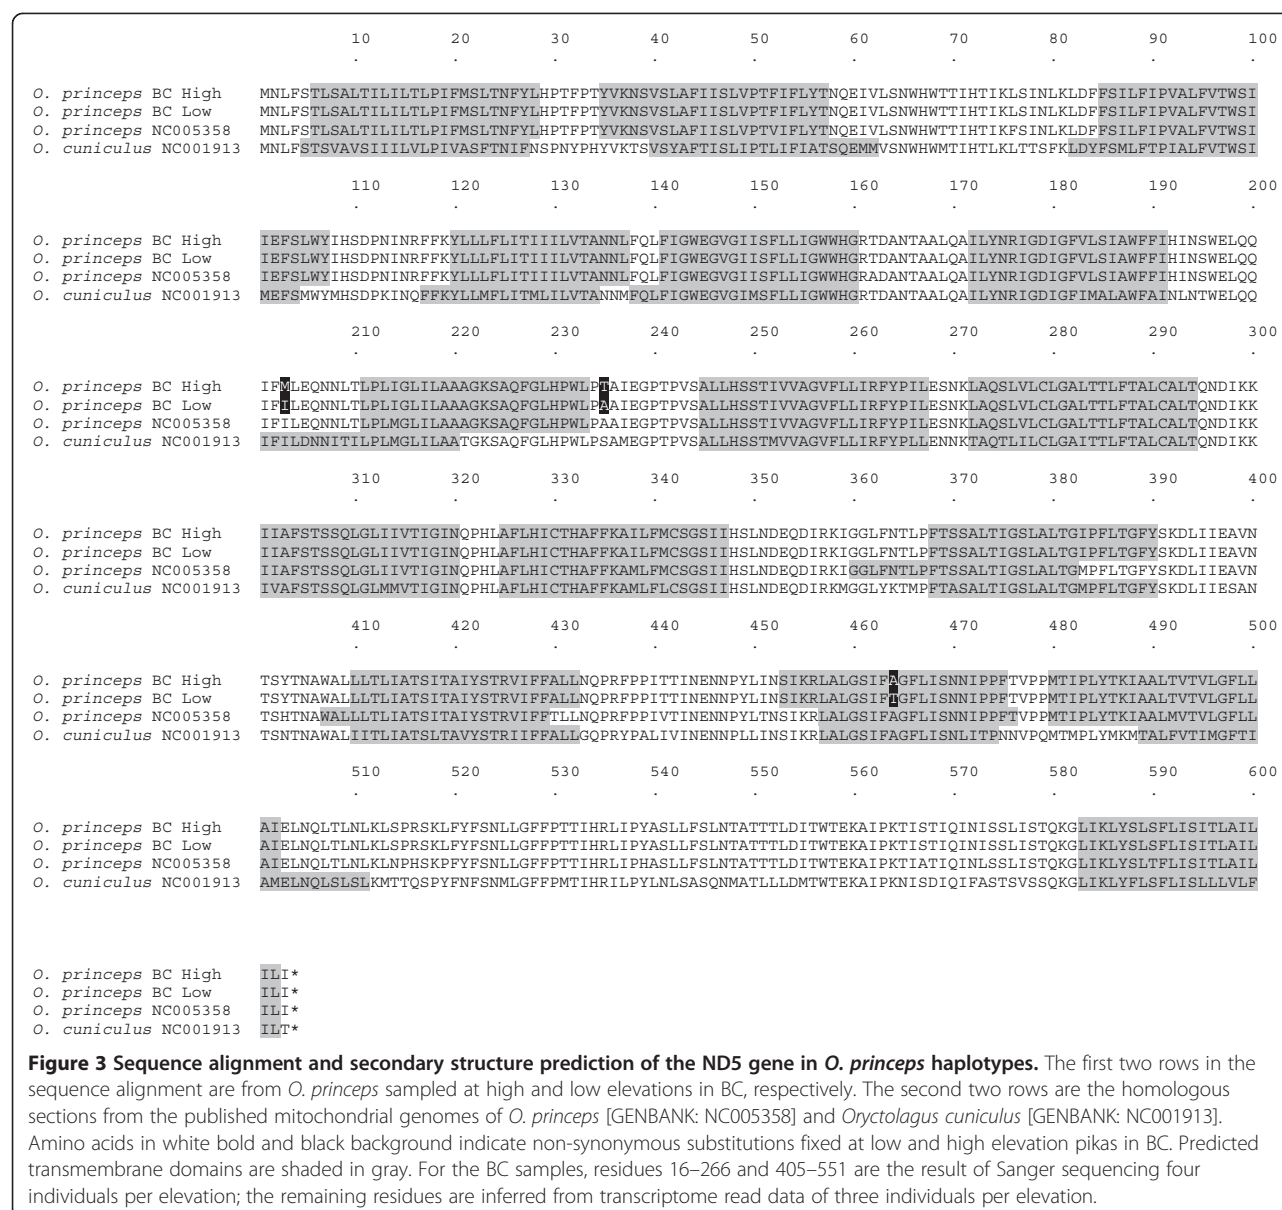 10 20 30 40 50 60 70 80 90 100
. . . . . . . . . .
O. princeps BC High MNLFSTLSALTILILTLPIFMSLTNFYLHPTFPTYVKNSVSLAFIISLVPTFIFLYTNQEIVLSNWHWTTIHTIKLSINLKLDFFSILFIPVALFVTWSI
O. princeps BC Low MNLFSTLSALTILILTLPIFMSLTNFYLHPTFPTYVKNSVSLAFIISLVPTFIFLYTNQEIVLSNWHWTTIHTIKLSINLKLDFFSILFIPVALFVTWSI
O. princeps NC005358 MNLFSTLSALTILILTLPIFMSLTNFYLHPTFPTYVKNSVSLAFIISLVPTVIFLYTNQEIVLSNWHWTTIHTIKFSINLKLDFFSILFIPVALFVTWSI
O. cuniculus NC001913 MNLFSTSVAVSIIILVLPIVASFTNIFNSPNYPHYVKTSVSYAFTISLIPTLIFIATSQEMMVSNWHWMTIHTLKLTTSFKLDYFSMLFTPIALFVTWSI
110 120 130 140 150 160 170 180 190 200
. . . . . . . . . .
O. princeps BC High IEFSLWYIHSDPNINRFFKYLLLFLITIIILVTANNLFQLFIGWEGVGIISFLLIGWWHGRTDANTAALQAILYNRIGDIGFVLSIAWFFIHINSWELQQ
O. princeps BC Low IEFSLWYIHSDPNINRFFKYLLLFLITIIILVTANNLFQLFIGWEGVGIISFLLIGWWHGRTDANTAALQAILYNRIGDIGFVLSIAWFFIHINSWELQQ
O. princeps NC005358 IEFSLWYIHSDPNINRFFKYLLLFLITIIILVTANNLFQLFIGWEGVGIISFLLIGWWHGRADANTAALQAILYNRIGDIGFVLSIAWFFIHINSWELQQ
O. cuniculus NC001913 MEFSMWYMHSDPKINQFFKYLLMFLITMLILVTANNMFQLFIGWEGVGIMSFLLIGWWHGRTDANTAALQAILYNRIGDIGFIMALAWFAINLNTWELQQ
210 220 230 240 250 260 270 280 290 300
. . . . . . . . . .
O. princeps BC High IFMLEQNNLTLPLIGLILAAAGKSAQFGLHPWLPTAIEGPTPVSALLHSSTIVVAGVFLLIRFYPILESNKLAQSLVLCLGALTTLFTALCALTQNDIKK
O. princeps BC Low IFILEQNNLTLPLIGLILAAAGKSAQFGLHPWLPAAIEGPTPVSALLHSSTIVVAGVFLLIRFYPILESNKLAQSLVLCLGALTTLFTALCALTQNDIKK
O. princeps NC005358 IFILEQNNLTLPLMGLILAAAGKSAQFGLHPWLPAAIEGPTPVSALLHSSTIVVAGVFLLIRFYPILESNKLAQSLVLCLGALTTLFTALCALTQNDIKK
O. cuniculus NC001913 IFILDNNITILPLMGLILAATGKSAQFGLHPWLPSAMEGPTPVSALLHSSTMVVAGVFLLIRFYPLLENNKTAQTLILCLGAITTLFTALCALTQNDIKK
310 320 330 340 350 360 370 380 390 400
. . . . . . . . . .
O. princeps BC High IIAFSTSSQLGLIIVTIGINQPHLAFLHICTHAFFKAILFMCSGSIIHSLNDEQDIRKIGGLFNTLPFTSSALTIGSLALTGIPFLTGFYSKDLIIEAVN
O. princeps BC Low IIAFSTSSQLGLIIVTIGINQPHLAFLHICTHAFFKAILFMCSGSIIHSLNDEQDIRKIGGLFNTLPFTSSALTIGSLALTGIPFLTGFYSKDLIIEAVN
O. princeps NC005358 IIAFSTSSQLGLIIVTIGINQPHLAFLHICTHAFFKAMLFMCSGSIIHSLNDEQDIRKIGGLFNTLPFTSSALTIGSLALTGMPFLTGFYSKDLIIEAVN
O. cuniculus NC001913 IVAFSTSSQLGLMMVTIGINQPHLAFLHICTHAFFKAMLFLCSGSIIHSLNDEQDIRKMGGLYKTMPFTASALTIGSLALTGMPFLTGFYSKDLIIESAN
410 420 430 440 450 460 470 480 490 500
. . . . . . . . . .
O. princeps BC High TSYTNAWALLLTLIATSITAIYSTRVIFFALLNQPRFPPITTINENNPYLINSIKRLALGSIFAGFLISNNIPPFTVPPMTIPLYTKIAALTVTVLGFLL
O. princeps BC Low TSYTNAWALLLTLIATSITAIYSTRVIFFALLNQPRFPPITTINENNPYLINSIKRLALGSIFTGFLISNNIPPFTVPPMTIPLYTKIAALTVTVLGFLL
O. princeps NC005358 TSHTNAWALLLTLIATSITAIYSTRVIFFTLLNQPRFPPIVTINENNPYLTNSIKRLALGSIFAGFLISNNIPPFTVPPMTIPLYTKIAALMVTVLGFLL
O. cuniculus NC001913 TSNTNAWALIITLIATSLTAVYSTRIIFFALLGQPRYPALIVINENNPLLINSIKRLALGSIFAGFLISNLITPNNVPQMTMPLYMKMTALFVTIMGFTI
510 520 530 540 550 560 570 580 590 600
. . . . . . . . . .
O. princeps BC High AIELNQLTLNLKLSPRSKLFYFSNLLGFFPTTIHRLIPYASLLFSLNTATTTLDITWTEKAIPKTISTIQINISSLISTQKGLIKLYSLSFLISITLAIL
O. princeps BC Low AIELNQLTLNLKLSPRSKLFYFSNLLGFFPTTIHRLIPYASLLFSLNTATTTLDITWTEKAIPKTISTIQINISSLISTQKGLIKLYSLSFLISITLAIL
O. princeps NC005358 AIELNQLTLNLKLNPHSKPFYFSNLLGFFPTTIHRLIPHASLLFSLNTATTTLDITWTEKAIPKTIATIQINLSSLISTQKGLIKLYSLTFLISITLAIL
O. cuniculus NC001913 AMELNQLSLSLKMTTQSPYFNFSNMLGFFPMTIHRILPYLNLSASQNMATLLLDMTWTEKAIPKNISDIQIFASTSVSSQKGLIKLYFLSFLISLLLVLF
O. princeps BC High ILI*
O. princeps BC Low ILI*
O. princeps NC005358 ILI*
O. cuniculus NC001913 ILT*
Figure 3 Sequence alignment and secondary structure prediction of the ND5 gene in O. princeps haplotypes. The first two rows in the
sequence alignment are from O. princeps sampled at high and low elevations in BC, respectively. The second two rows are the homologous
sections from the published mitochondrial genomes of O. princeps [GENBANK: NC005358] and Oryctolagus cuniculus [GENBANK: NC001913].
Amino acids in white bold and black background indicate non-synonymous substitutions fixed at low and high elevation pikas in BC. Predicted
transmembrane domains are shaded in gray. For the BC samples, residues 16–266 and 405–551 are the result of Sanger sequencing four
individuals per elevation; the remaining residues are inferred from transcriptome read data of three individuals per elevation.